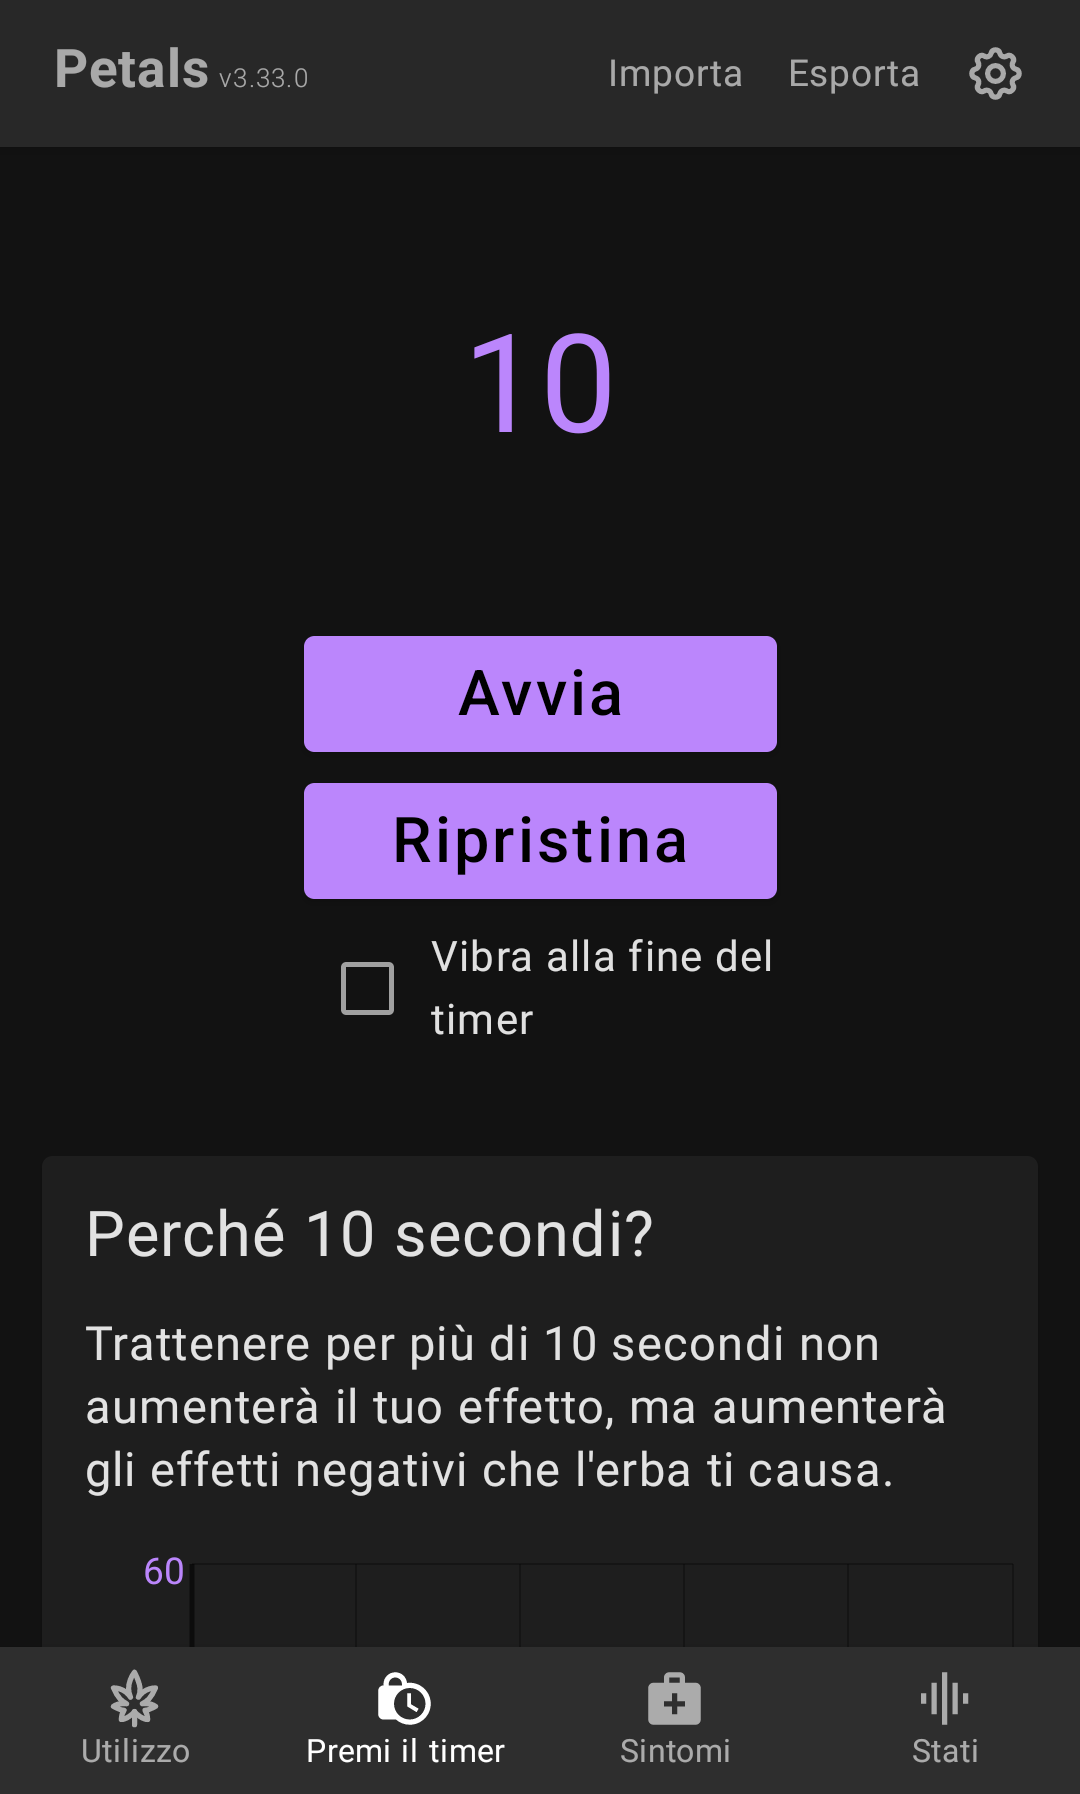 Petals v3.33.0
Importa
Esporta
10
Avvia
Ripristina
Vibra alla fine del
timer
Perché 10 secondi?
Trattenere per più di 10 secondi non
aumenterà il tuo effetto, ma aumenterà
gli effetti negativi che l'erba ti causa.
60
Utilizzo
Premi il timer
Sintomi
Stati